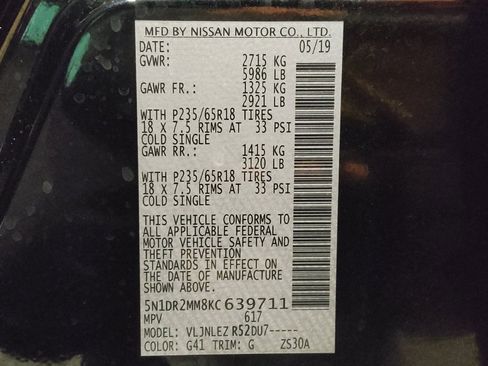 MFD BY NISSAN MOTOR CO., LTD.
DATE: 05/19
GVWR: 2715 KG
5986 LB
GAWR FR.: 1325 KG
2921 LB
WITH P235/65R18 TIRES
18 X 7.5 RIMS AT 33 PSI
COLD SINGLE
GAWR RR.: 1415 KG
3120 LB
WITH P235/65R18 TIRES
18 X 7.5 RIMS AT 33 PSI
COLD SINGLE
THIS VEHICLE CONFORMS TO
ALL APPLICABLE FEDERAL
MOTOR VEHICLE SAFETY AND
THEFT PREVENTION
STANDARDS IN EFFECT ON
THE DATE OF MANUFACTURE
SHOWN ABOVE.
5N1DR2MM8KC639711
MPV 617
MODEL: VLJNLEZ R52DU7-----
COLOR: G41 TRIM: G ZS30A